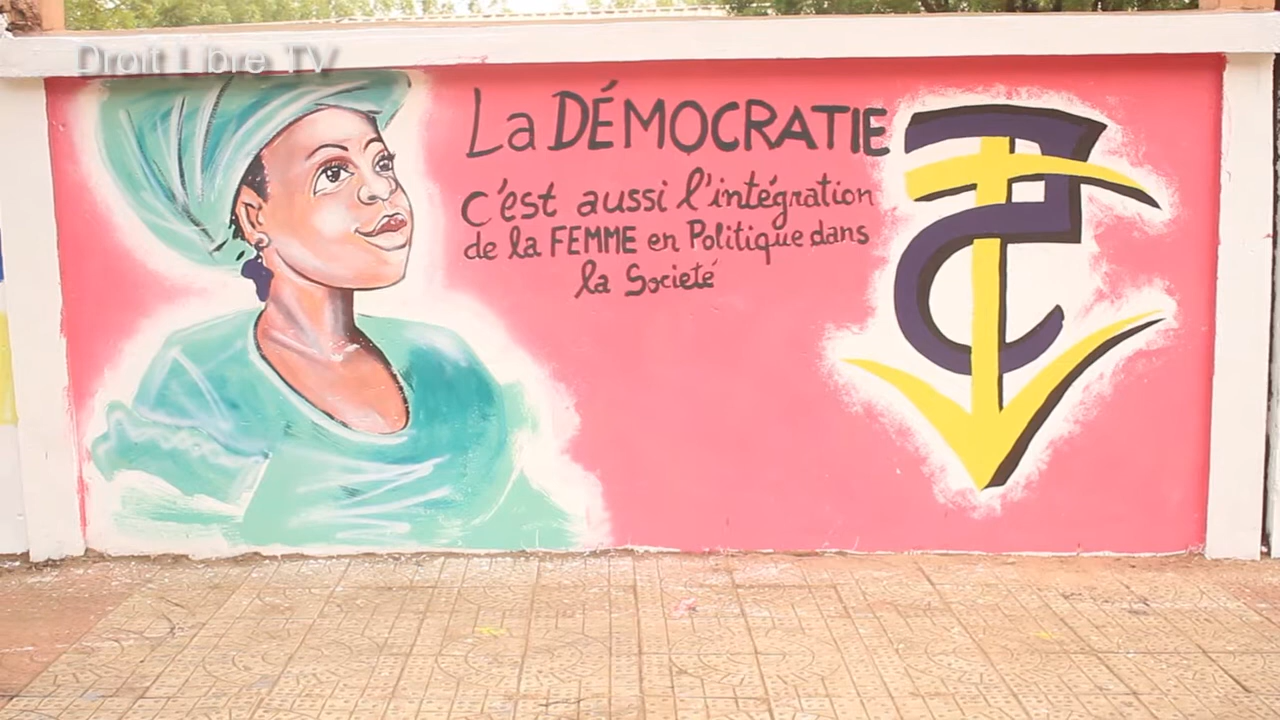 Droit Libre TV
La DÉMOCRATIE
c'est aussi l'intégration
de la FEMME en Politique dans
la Societé